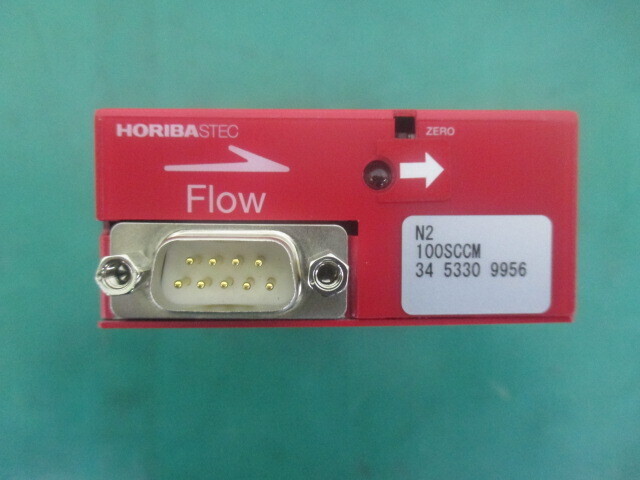 HORIBASTEC
ZERO
Flow
N2
100SCCM
34 5330 9956